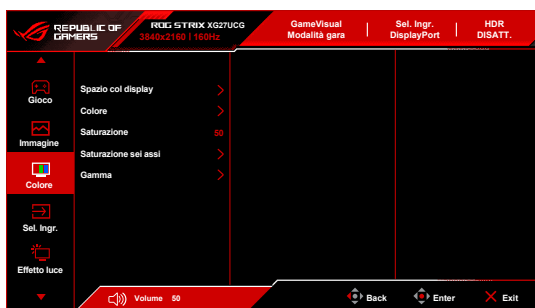 REPUBLIC OF GAMERS
ROG STRIX XG27UCG
3840x2160 | 160Hz
GameVisual
Modalità gara
Sel. Ingr.
DisplayPort
HDR
DISATT.
Gioco
Immagine
Colore
Sel. Ingr.
Effetto luce
Spazio col display
Colore
Saturazione 50
Saturazione sei assi
Gamma
Volume 50
Back
Enter
Exit